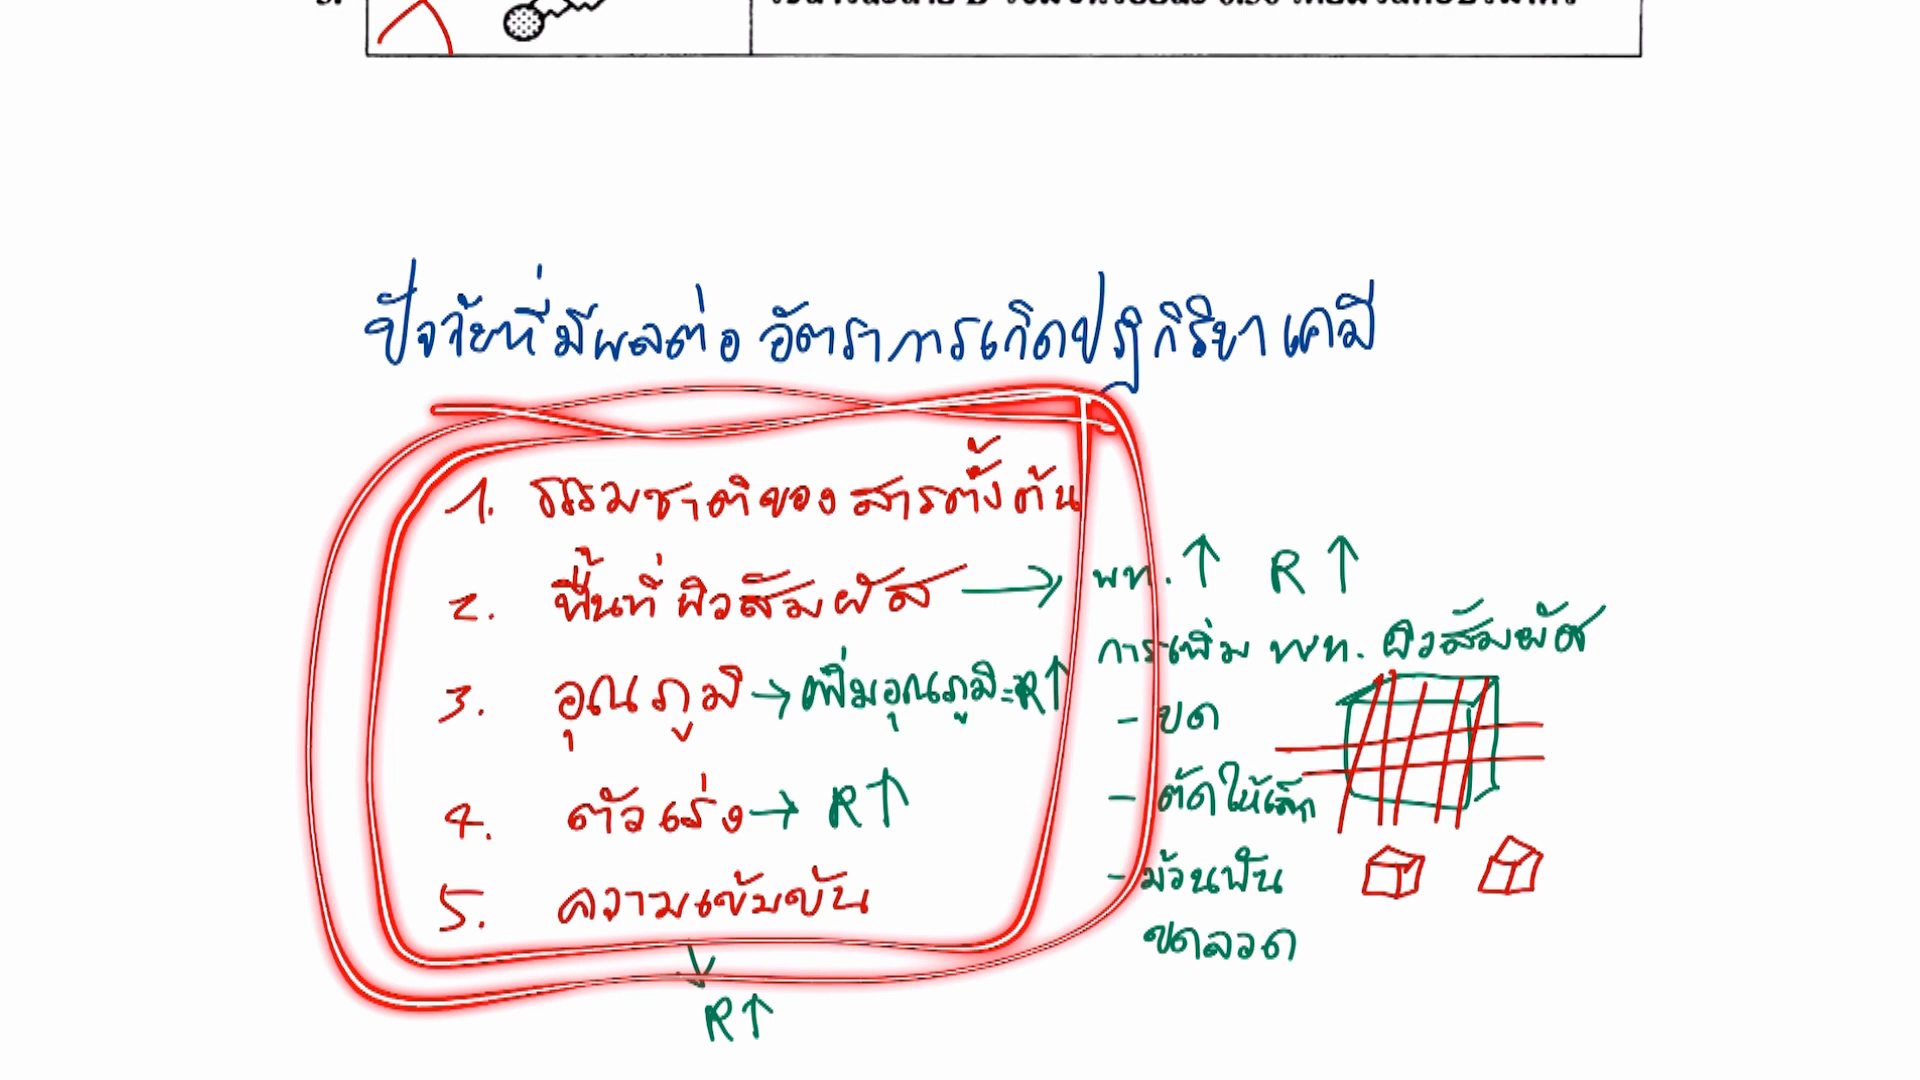 ปัจจัยที่มีผลต่อ อัตราการเกิดปฏิกิริยาเคมี
1. ธรรมชาติของสารตั้งต้น
2. พื้นที่ผิวสัมผัส → พท. ↑ R ↑
การเพิ่ม พท. ผิวสัมผัส
3. อุณภูมิ → เพิ่มอุณภูมิ = R↑
- บด
4. ตัวเร่ง → R↑
- ตัดให้เล็ก
- ม้วนพัน
5. ความเข้มข้น
ขดลวด
R↑